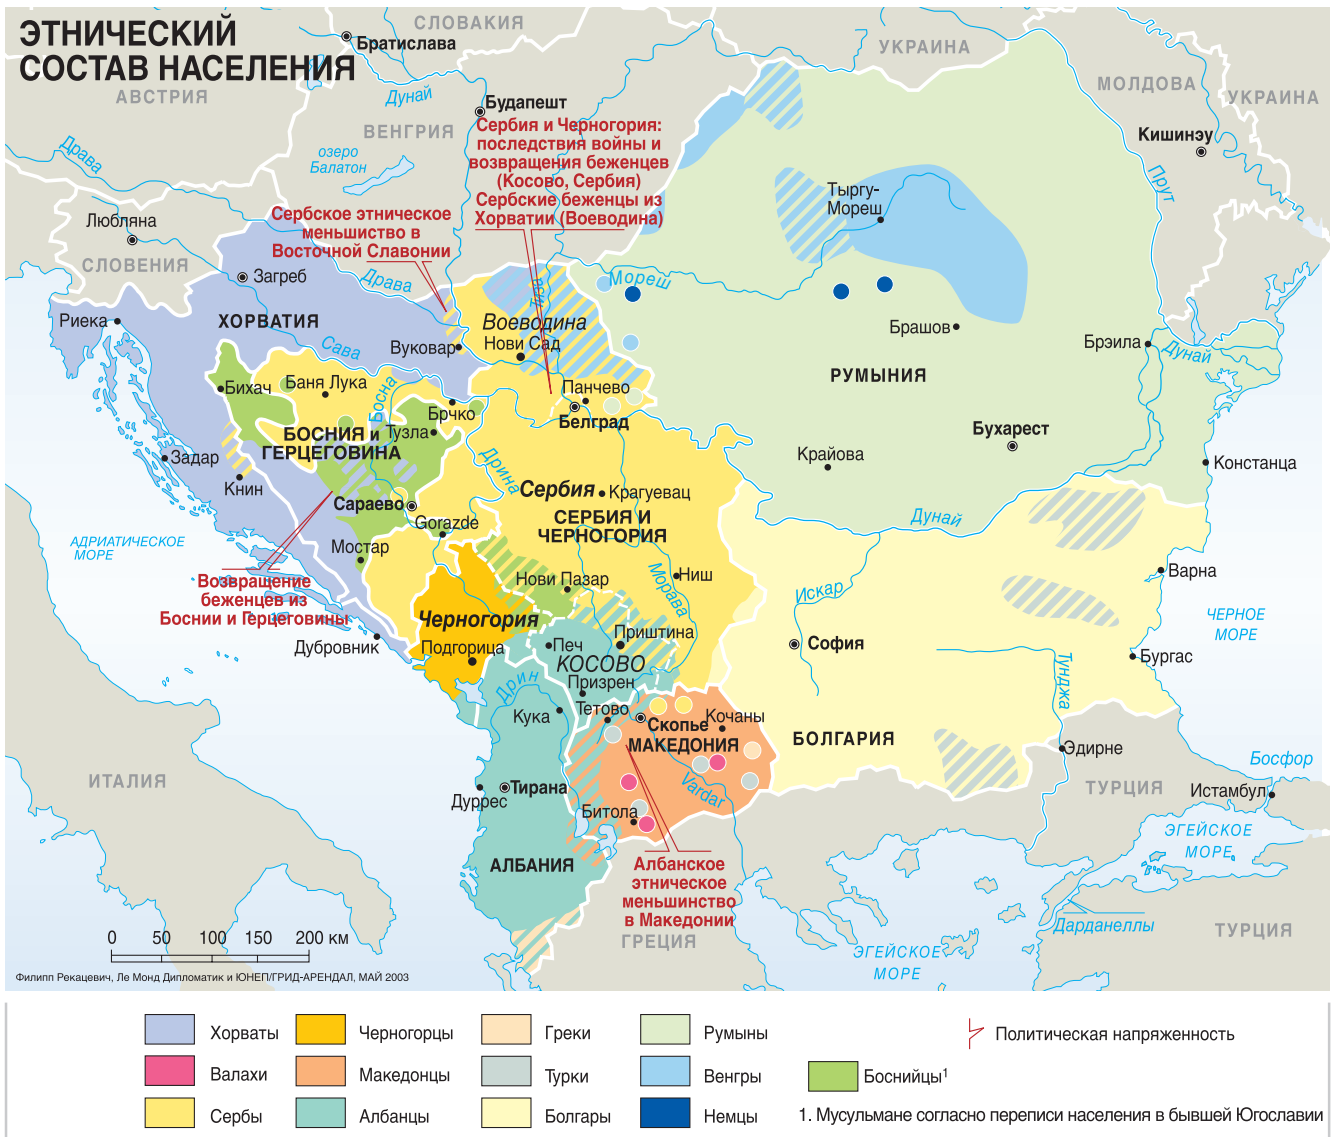 ЭТНИЧЕСКИЙ
СОСТАВ НАСЕЛЕНИЯ
СЛОВАКИЯ
Братислава
УКРАИНА
АВСТРИЯ
Дунай
Будапешт
МОЛДОВА
УКРАИНА
ВЕНГРИЯ
Кишинэу
Драва
озеро
Балатон
Сербия и Черногория:
последствия войны и
возвращения беженцев
(Косово, Сербия)
Сербские беженцы из
Хорватии (Воеводина)
Прут
Тыргу-
Мореш
Любляна
Сербское этническое
меньшиство в
Восточной Славонии
СЛОВЕНИЯ
Загреб
Драва
Мореш
Риека
ХОРВАТИЯ
Воеводина
Нови Сад
Брашов
Брэила
Дунай
Сава
Вуковар
РУМЫНИЯ
Бихач
Баня Лука
Босна
Панчево
Брчко
Белград
БОСНИЯ и
ГЕРЦЕГОВИНА
Тузла
Бухарест
Задар
Дрина
Крайова
Констанца
Книн
Сербия
Крагуевац
Сараево
СЕРБИЯ И
ЧЕРНОГОРИЯ
Gorazde
Дунай
АДРИАТИЧЕСКОЕ
МОРЕ
Мостар
Нови Пазар
Морава
Ниш
Варна
Возвращение
беженцев из
Боснии и Герцеговины
Искар
Черногория
ЧЕРНОЕ
МОРЕ
Дубровник
Подгорица
Приштина
Печ
КОСОВО
София
Бургас
Тунджа
Дрин
Призрен
Тетово
Кука
Скопье
Кочаны
МАКЕДОНИЯ
БОЛГАРИЯ
Эдирне
Босфор
ИТАЛИЯ
Тирана
Дуррес
Vardar
ТУРЦИЯ
Истамбул
Битола
ЭГЕЙСКОЕ
МОРЕ
АЛБАНИЯ
Албанское
этническое
меньшинство
в Македонии
ГРЕЦИЯ
Дарданеллы
ТУРЦИЯ
ЭГЕЙСКОЕ
МОРЕ
0 50 100 150 200 км
Филипп Рекацевич, Ле Монд Дипломатик и ЮНЕП/ГРИД-АРЕНДАЛ, МАЙ 2003
Хорваты
Черногорцы
Греки
Румыны
Политическая напряженность
Валахи
Македонцы
Турки
Венгры
Боснийцы¹
Сербы
Албанцы
Болгары
Немцы
1. Мусульмане согласно переписи населения в бывшей Югославии